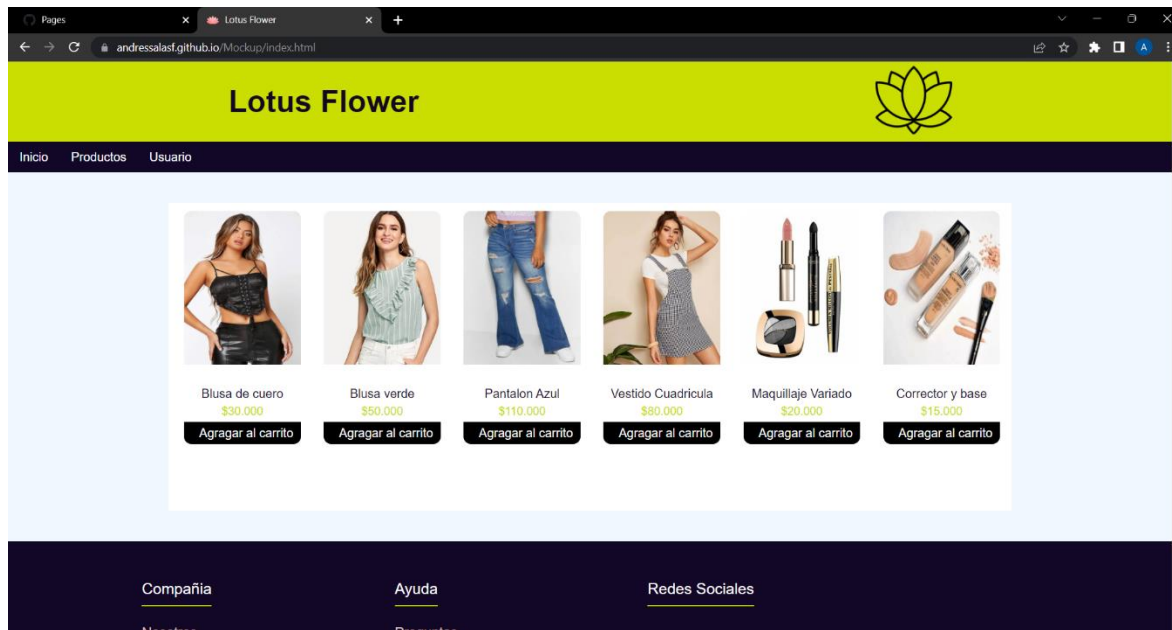 Pages
Lotus Flower
andressalasf.github.io/Mockup/index.html
A
Lotus Flower
Inicio Productos Usuario
Blusa de cuero Blusa verde Pantalon Azul Vestido Cuadricula Maquillaje Variado Corrector y base
$30.000 $50.000 $110.000 $80.000 $20.000 $15.000
Agragar al carrito Agragar al carrito Agragar al carrito Agragar al carrito Agragar al carrito Agragar al carrito
Compañia Ayuda Redes Sociales